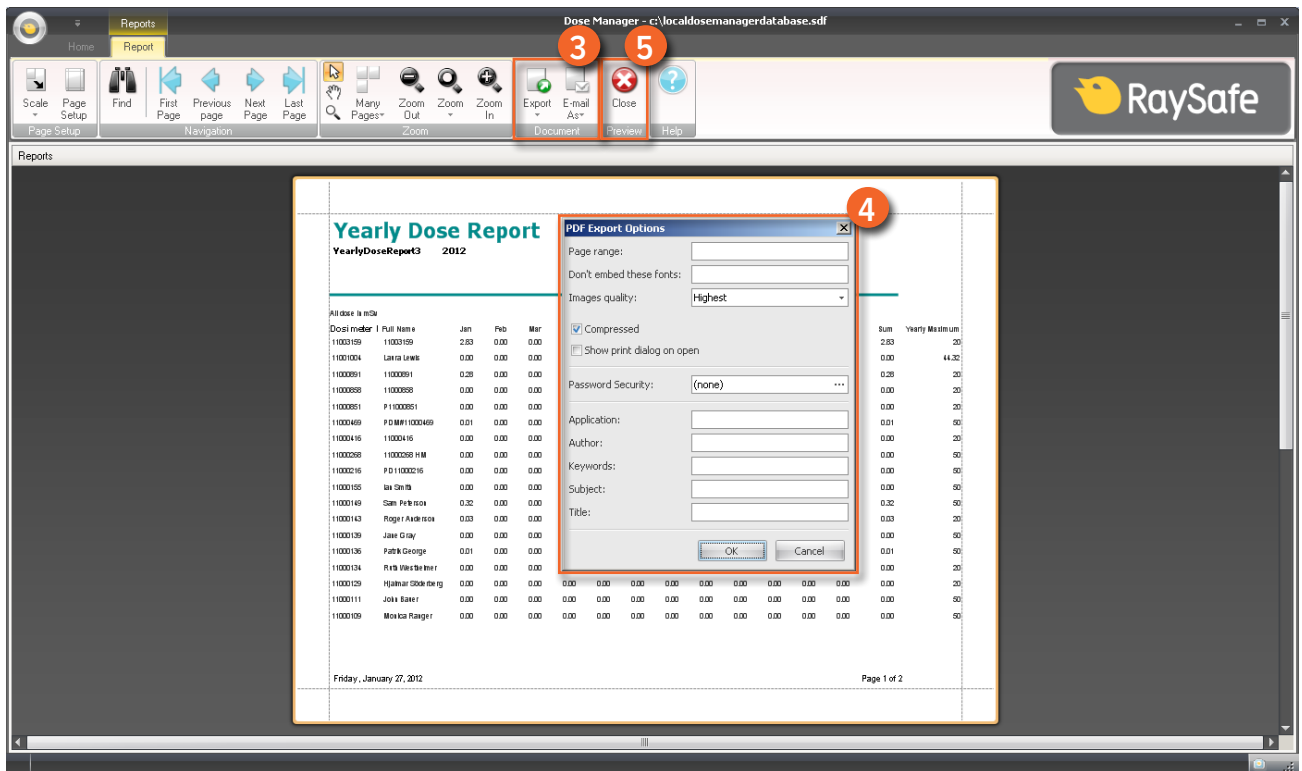 Reports
Dose Manager - c:\localdosemanagerdatabase.sdf
Home Report
3 5
Scale Page Setup Find First Page Previous page Next Page Last Page Many Pages Zoom Out Zoom Zoom In Export E-mail As Close
Page Setup Navigation Zoom Document Preview Help
RaySafe
Reports
4
Yearly Dose Report
YearlyDoseReport3 2012
PDF Export Options
Page range:
Don't embed these fonts:
Images quality: Highest
Compressed
Show print dialog on open
Password Security: (none) ...
Application:
Author:
Keywords:
Subject:
Title:
OK Cancel
All dose in mSv
Dosimeter I Full Name Jan Feb Mar Sum Yearly Maximum
11003159 11003159 2.83 0.00 0.00 2.83 20
11001004 Laura Lewis 0.00 0.00 0.00 0.00 44.32
11000891 11000891 0.28 0.00 0.00 0.28 20
11000858 11000858 0.00 0.00 0.00 0.00 20
11000851 P11000851 0.00 0.00 0.00 0.00 20
11000469 PDM#11000469 0.01 0.00 0.00 0.01 50
11000416 11000416 0.00 0.00 0.00 0.00 20
11000268 11000268 HM 0.00 0.00 0.00 0.00 50
11000216 PD11000216 0.00 0.00 0.00 0.00 50
11000155 Ian Smith 0.00 0.00 0.00 0.00 50
11000149 Sam Peterson 0.32 0.00 0.00 0.32 50
11000143 Roger Anderson 0.03 0.00 0.00 0.03 20
11000139 Jane Gray 0.00 0.00 0.00 0.00 50
11000136 Patrik George 0.01 0.00 0.00 0.01 50
11000134 Ruth Westheimer 0.00 0.00 0.00 0.00 20
11000129 Hjalmar Söderberg 0.00 0.00 0.00 0.00 0.00 0.00 0.00 0.00 0.00 0.00 0.00 0.00 0.00 20
11000111 John Baxer 0.00 0.00 0.00 0.00 0.00 0.00 0.00 0.00 0.00 0.00 0.00 0.00 0.00 50
11000109 Monica Ranger 0.00 0.00 0.00 0.00 0.00 0.00 0.00 0.00 0.00 0.00 0.00 0.00 0.00 50
Friday, January 27, 2012 Page 1 of 2